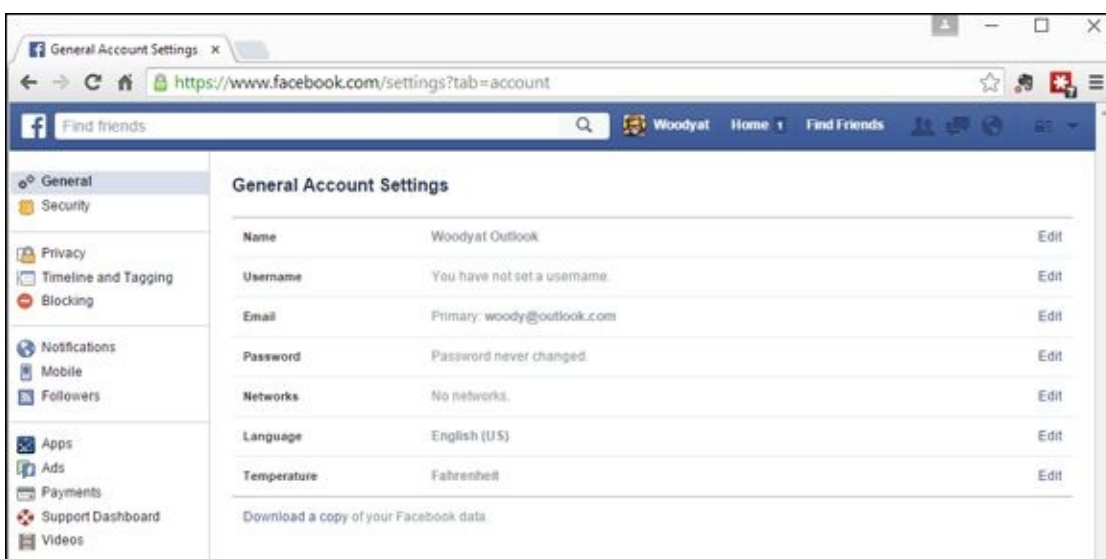 General Account Settings ×
https://www.facebook.com/settings?tab=account
7
f Find friends Woodyat Home 1 Find Friends
General
Security
Privacy
Timeline and Tagging
Blocking
Notifications
Mobile
Followers
Apps
Ads
Payments
Support Dashboard
Videos
General Account Settings
Name Woodyat Outlook Edit
Username You have not set a username. Edit
Email Primary: woody@outlook.com Edit
Password Password never changed. Edit
Networks No networks. Edit
Language English (US) Edit
Temperature Fahrenheit Edit
Download a copy of your Facebook data.